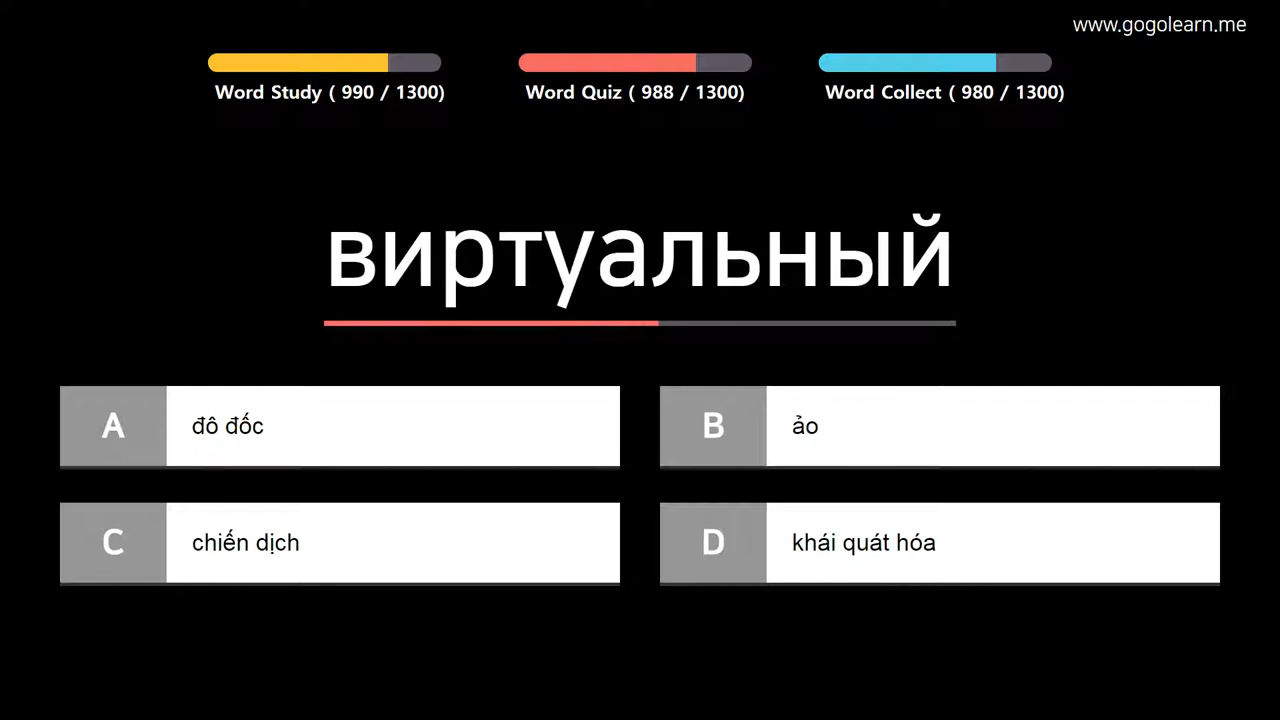 www.gogolearn.me
Word Study ( 990 / 1300)
Word Quiz ( 988 / 1300)
Word Collect ( 980 / 1300)
виртуальный
A đô đốc
B ảo
C chiến dịch
D khái quát hóa